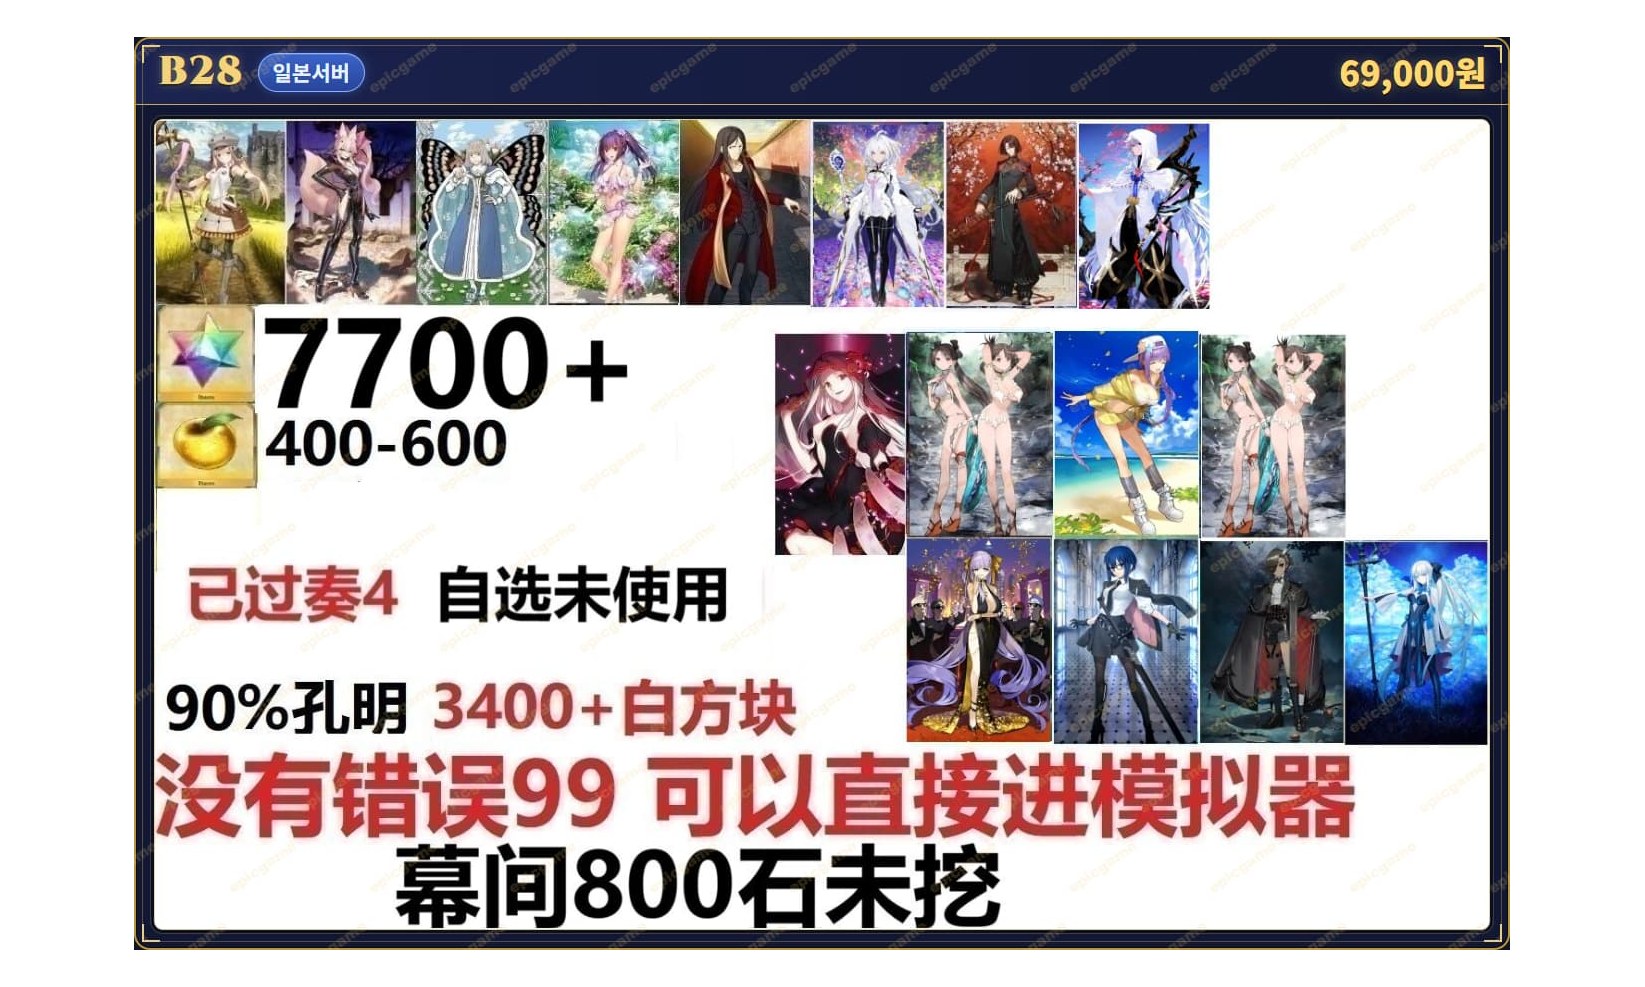 B28 일본서버 69,000원
7700+
400-600
已过奏4 自选未使用
90%孔明 3400+白方块
没有错误99 可以直接进模拟器
幕间800石未挖
epicgame